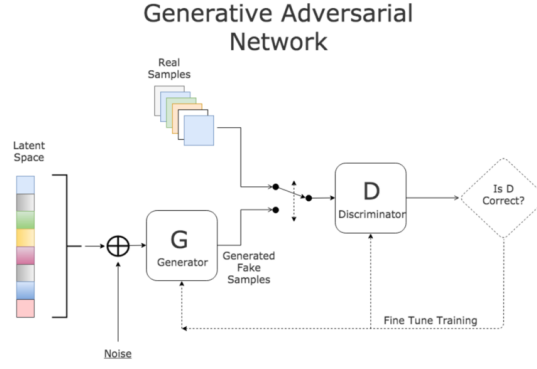 Generative Adversarial
Network
Real
Samples
Latent
Space
D
Discriminator
Is D
Correct?
G
Generator
Generated
Fake
Samples
Fine Tune Training
Noise